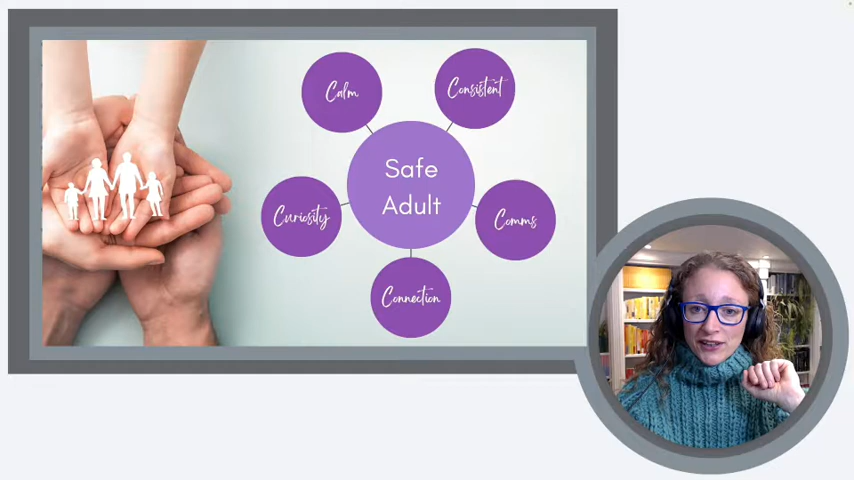 Calm
Consistent
Safe
Adult
Curiosity
Comms
Connection